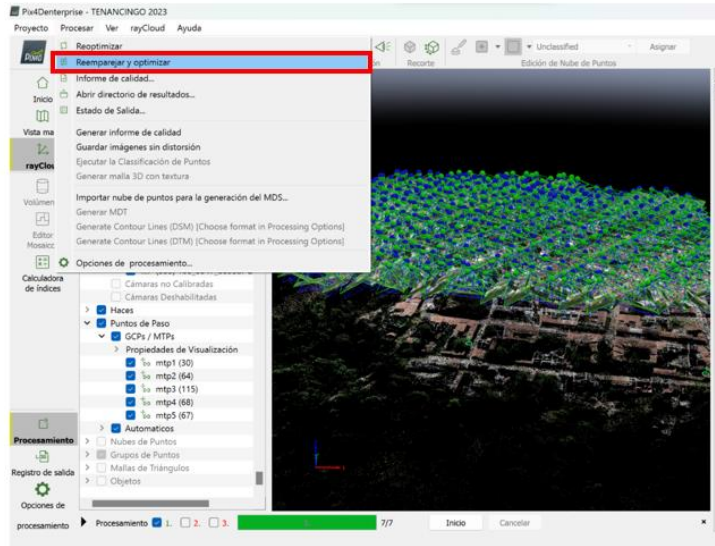 Pix4Denterprise - TENANCINGO 2023
Proyecto Procesar Ver rayCloud Ayuda
Reoptimizar
Reemparejar y optimizar
Informe de calidad...
Abrir directorio de resultados...
Estado de Salida...
Generar informe de calidad
Guardar imágenes sin distorsión
Ejecutar la Classificación de Puntos
Generar malla 3D con textura
Importar nube de puntos para la generación del MDS...
Generar MDT
Generate Contour Lines (DSM) [Choose format in Processing Options]
Generate Contour Lines (DTM) [Choose format in Processing Options]
Opciones de procesamiento...
Recorte
Unclassified
Asignar
Edición de Nube de Puntos
Inicio
Vista ma
rayClou
Volúmen
Editor
Mosaico
Calculadora
de índices
Cámaras no Calibradas
Cámaras Deshabilitadas
Haces
Puntos de Paso
GCPs / MTPs
Propiedades de Visualización
mtp1 (30)
mtp2 (64)
mtp3 (115)
mtp4 (68)
mtp5 (67)
Automaticos
Nubes de Puntos
Grupos de Puntos
Mallas de Triángulos
Objetos
Procesamiento
Registro de salida
Opciones de
procesamiento
Procesamiento 1. 2. 3. 7/7 Inicio Cancelar